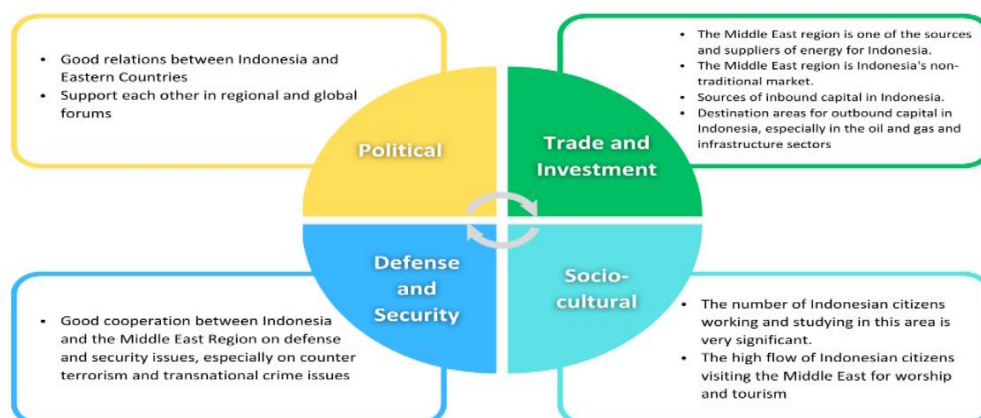 • Good relations between Indonesia and
Eastern Countries
• Support each other in regional and global
forums
Political
• The Middle East region is one of the sources
and suppliers of energy for Indonesia.
• The Middle East region is Indonesia's non-
traditional market.
• Sources of inbound capital in Indonesia.
• Destination areas for outbound capital in
Indonesia, especially in the oil and gas and
infrastructure sectors
Trade and
Investment
Defense
and
Security
• Good cooperation between Indonesia
and the Middle East Region on defense
and security issues, especially on counter
terrorism and transnational crime issues
Socio-
cultural
• The number of Indonesian citizens
working and studying in this area is
very significant.
• The high flow of Indonesian citizens
visiting the Middle East for worship
and tourism